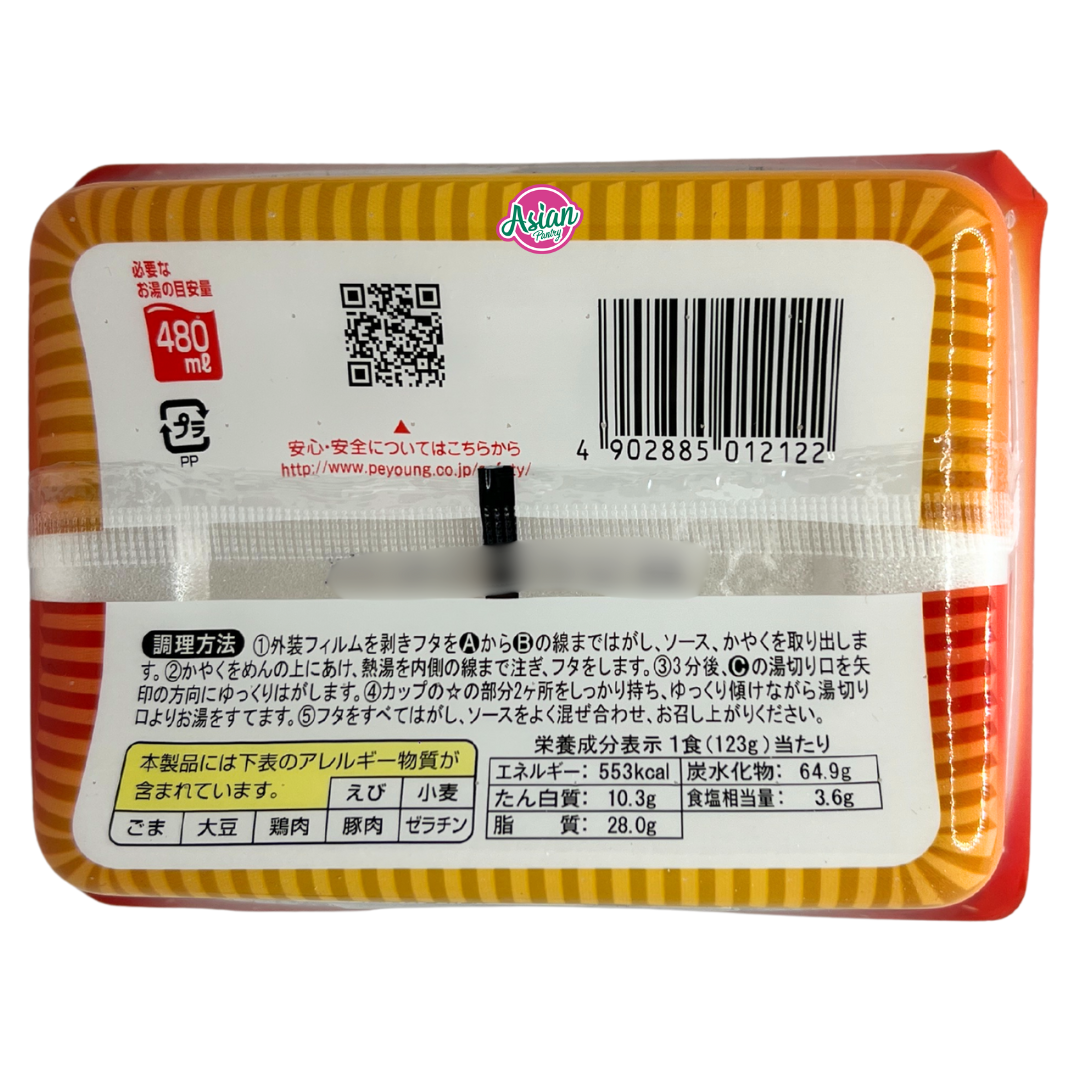 Asian
Pantry
必要な
お湯の目安量
480
mℓ
プラ
PP
安心・安全についてはこちらから
http://www.peyoung.co.jp/safety/
4 902885 012122
調理方法 ①外装フィルムを剥きフタをⒶからⒷの線まではがし、ソース、かやくを取り出しま
す。②かやくをめんの上にあけ、熱湯を内側の線まで注ぎ、フタをします。③3分後、Ⓒの湯切り口を矢
印の方向にゆっくりはがします。④カップの☆の部分2ヶ所をしっかり持ち、ゆっくり傾けながら湯切り
口よりお湯をすてます。⑤フタをすべてはがし、ソースをよく混ぜ合わせ、お召し上がりください。
本製品には下表のアレルギー物質が
含まれています。 えび 小麦
ごま 大豆 鶏肉 豚肉 ゼラチン
栄養成分表示 1食(123g)当たり
エネルギー: 553kcal 炭水化物: 64.9g
たん白質: 10.3g 食塩相当量: 3.6g
脂 質: 28.0g